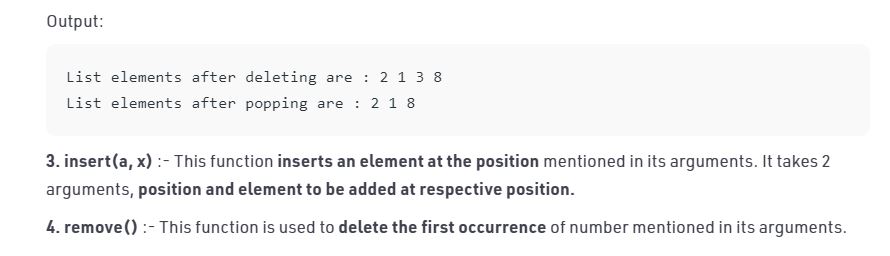 Output:
List elements after deleting are : 2 1 3 8
List elements after popping are : 2 1 8
3. insert(a, x) :- This function inserts an element at the position mentioned in its arguments. It takes 2
arguments, position and element to be added at respective position.
4. remove() :- This function is used to delete the first occurrence of number mentioned in its arguments.